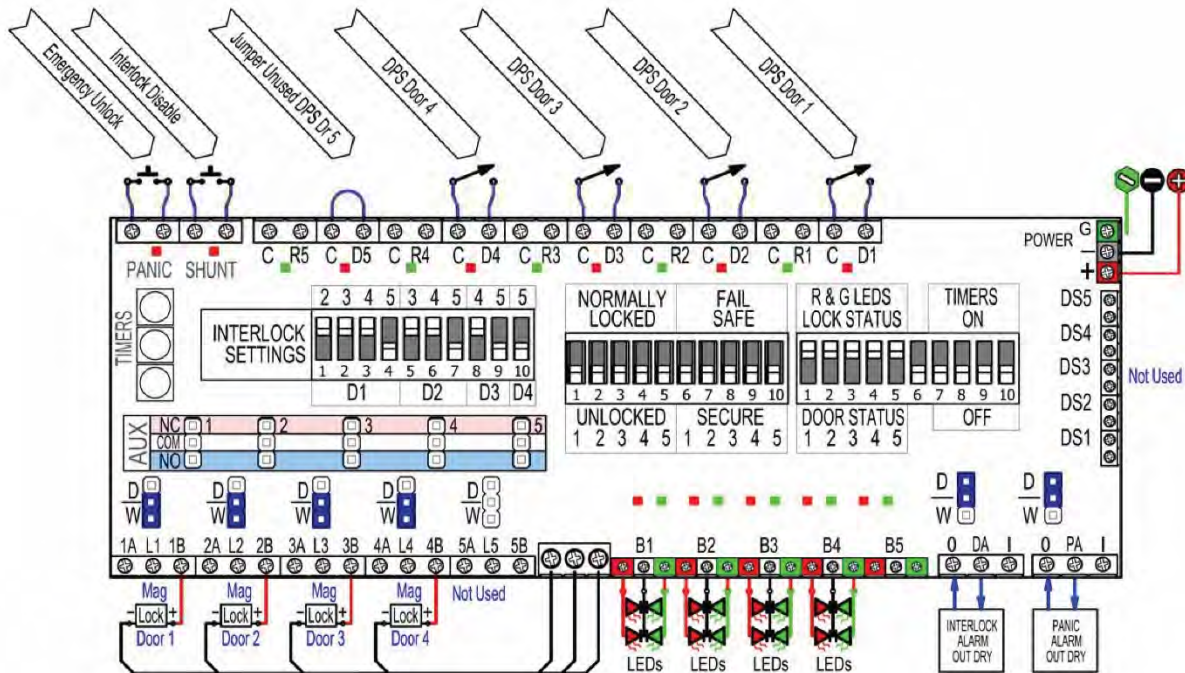 Emergency Unlock
Interlock Disable
Jumper Unused DPS Dr 5
DPS Door 4
DPS Door 3
DPS Door 2
DPS Door 1
PANIC SHUNT
C R5 C D5 C R4 C D4 C R3 C D3 C R2 C D2 C R1 C D1
POWER
G
-
+
TIMERS
INTERLOCK
SETTINGS
2 3 4 5 3 4 5 4 5 5
1 2 3 4 5 6 7 8 9 10
D1 D2 D3 D4
NORMALLY
LOCKED
FAIL
SAFE
1 2 3 4 5 6 7 8 9 10
UNLOCKED SECURE
1 2 3 4 5 1 2 3 4 5
R & G LEDS
LOCK STATUS
TIMERS
ON
1 2 3 4 5 6 7 8 9 10
DOOR STATUS
1 2 3 4 5
OFF
DS5
DS4
DS3
DS2
DS1
Not Used
AUX
NC 1 2 3 4 5
COM
NO
D
W
D
W
D
W
D
W
D
W
D
W
D
W
1A L1 1B 2A L2 2B 3A L3 3B 4A L4 4B 5A L5 5B
B1 B2 B3 B4 B5
O DA I
O PA I
Mag
- Lock +
Door 1
Mag
- Lock +
Door 2
Mag
- Lock +
Door 3
Mag
- Lock +
Door 4
Not Used
LEDs
LEDs
LEDs
LEDs
INTERLOCK
ALARM
OUT DRY
PANIC
ALARM
OUT DRY